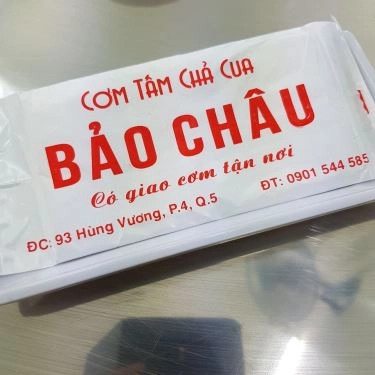 CƠM TẤM CHẢ CUA
BẢO CHÂU
Có giao cơm tận nơi
ĐC: 93 Hùng Vương, P.4, Q.5
ĐT: 0901 544 585